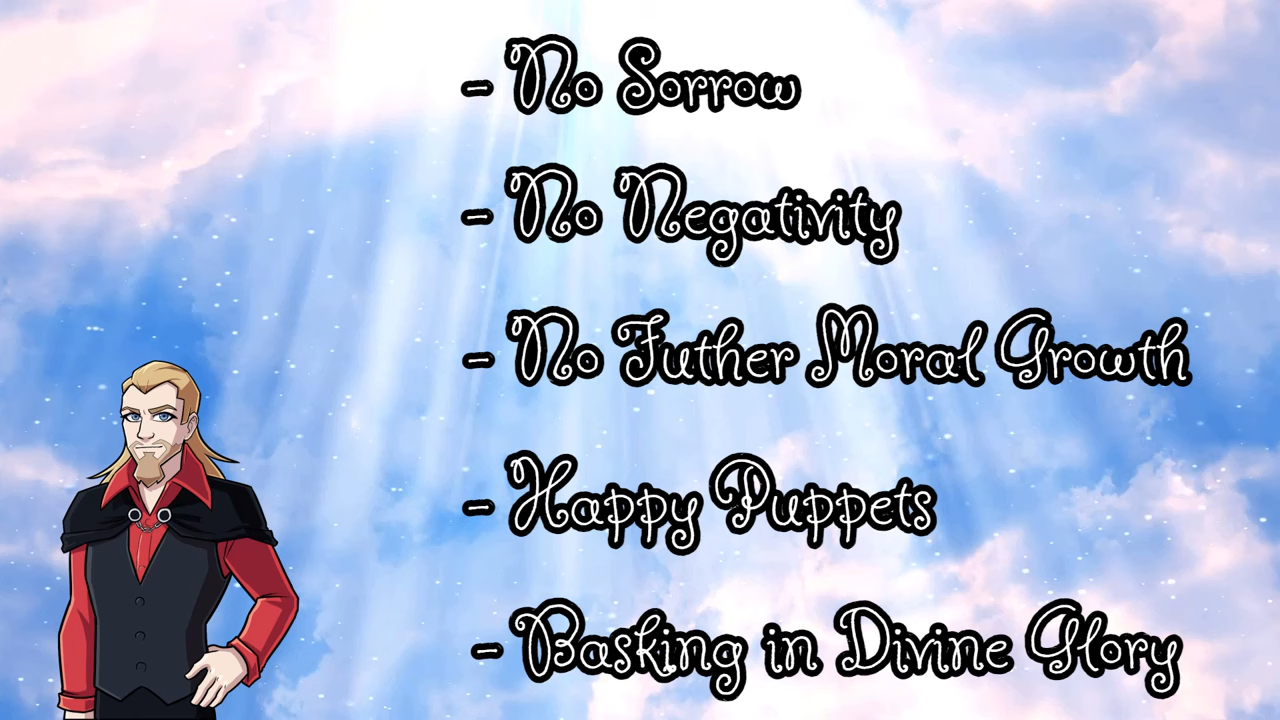 - No Sorrow
- No Negativity
- No Futher Moral Growth
- Happy Puppets
- Basking in Divine Glory